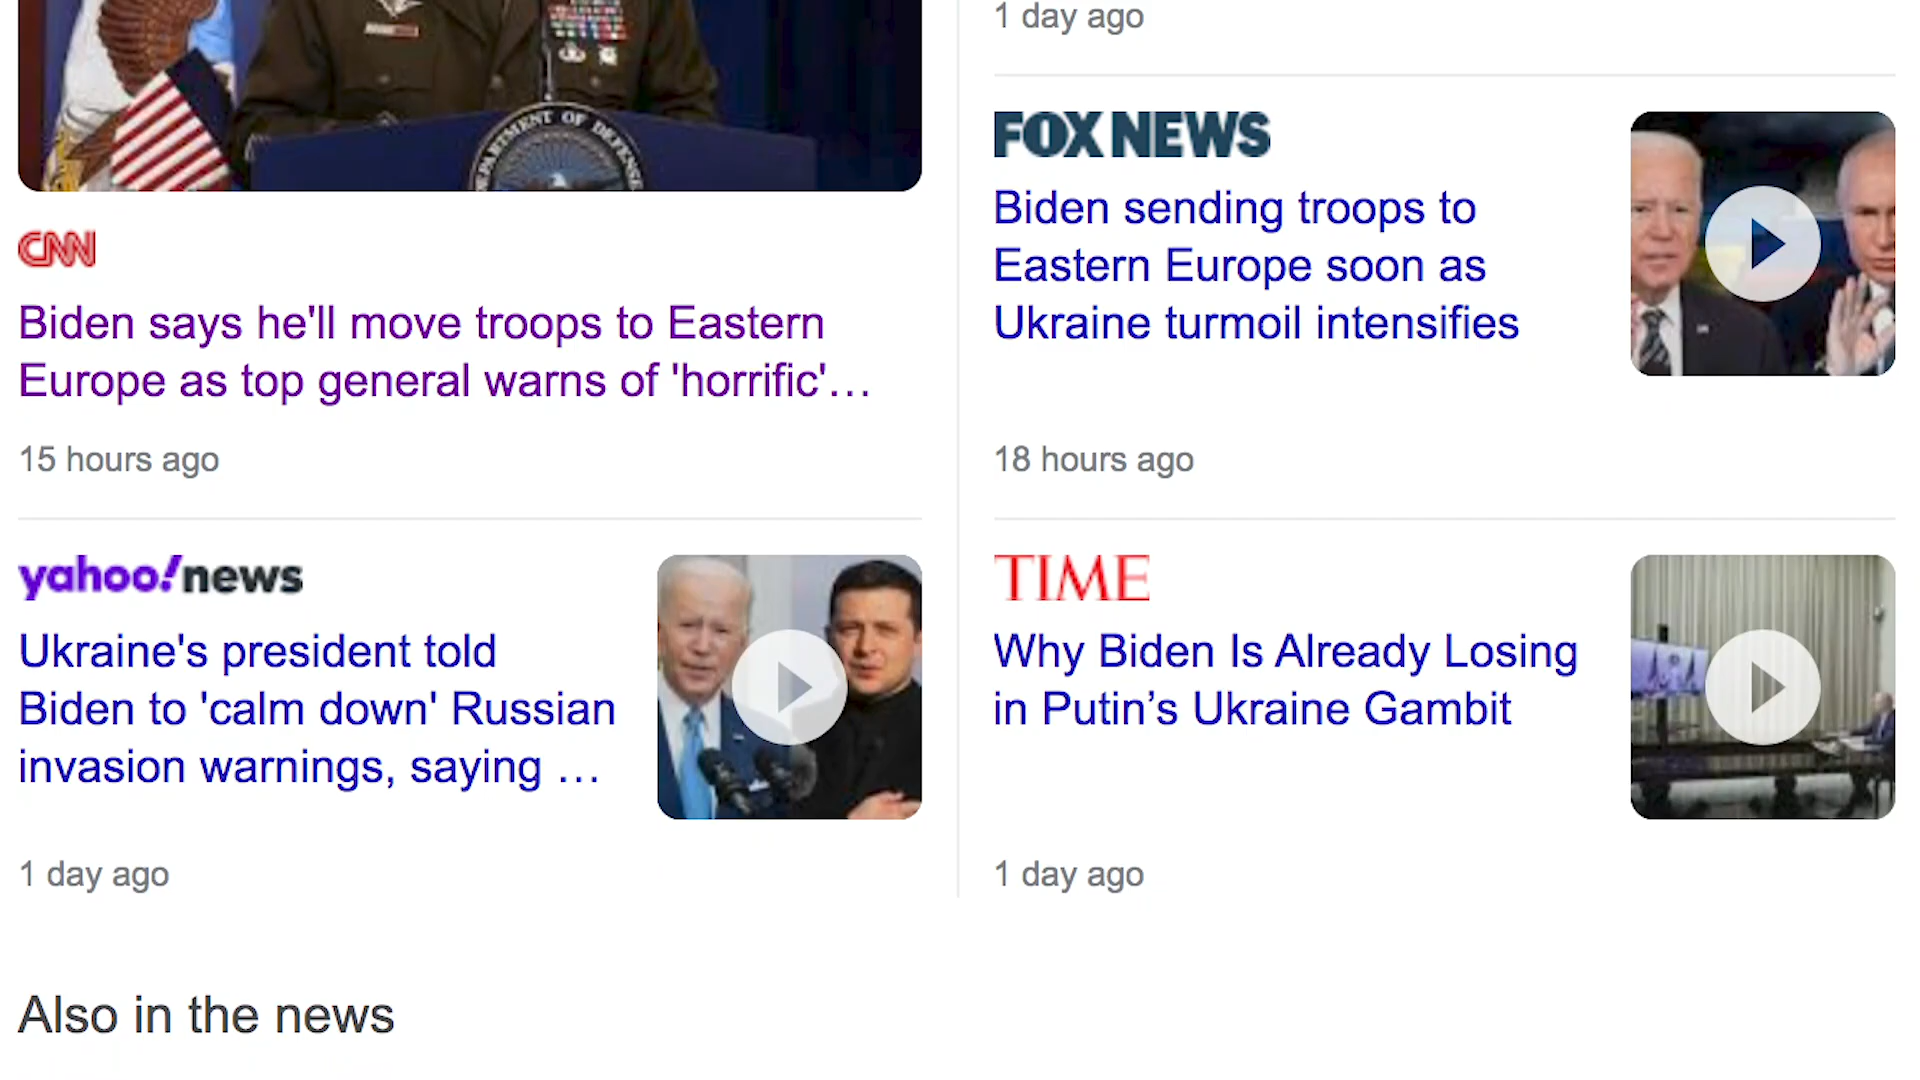 DEPARTMENT OF DEFENSE
CNN
Biden says he'll move troops to Eastern
Europe as top general warns of 'horrific'...
15 hours ago
yahoo!news
Ukraine's president told
Biden to 'calm down' Russian
invasion warnings, saying ...
1 day ago
1 day ago
FOX NEWS
Biden sending troops to
Eastern Europe soon as
Ukraine turmoil intensifies
18 hours ago
TIME
Why Biden Is Already Losing
in Putin’s Ukraine Gambit
1 day ago
Also in the news